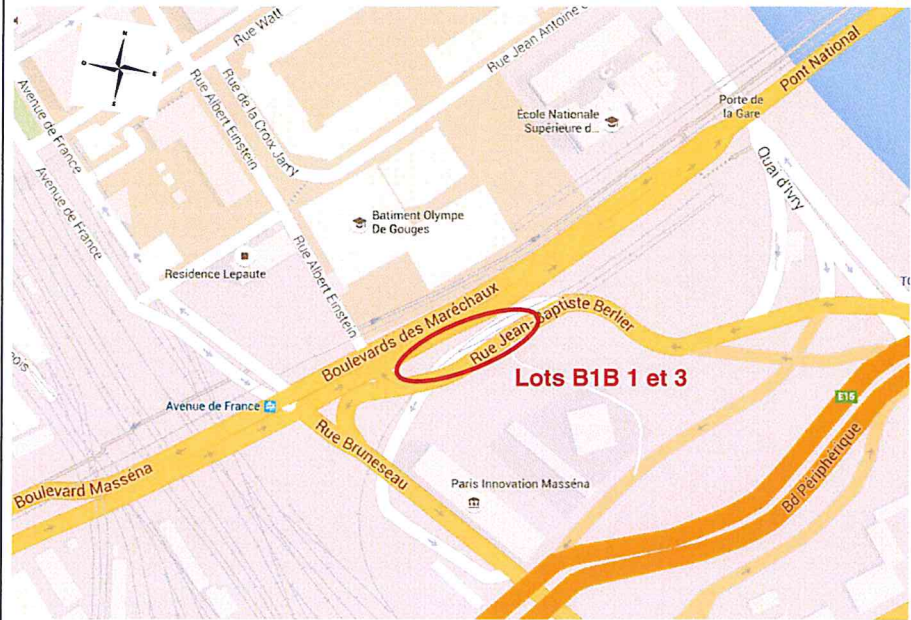 N
O
E
S
Rue Watt
Rue Jean Antoine
Pont National
Avenue de France
Rue Albert Einstein
Rue de la Croix Jarry
École Nationale
Supérieure d...
Porte de
la Gare
Quai d'Ivry
Avenue de France
Batiment Olympe
De Gouges
Rue Albert Einstein
Residence Lepaute
Boulevards des Maréchaux
Rue Jean-Baptiste Berlier
Lots B1B 1 et 3
Avenue de France
E15
Rue Bruneseau
Bd Périphérique
Boulevard Masséna
Paris Innovation Masséna